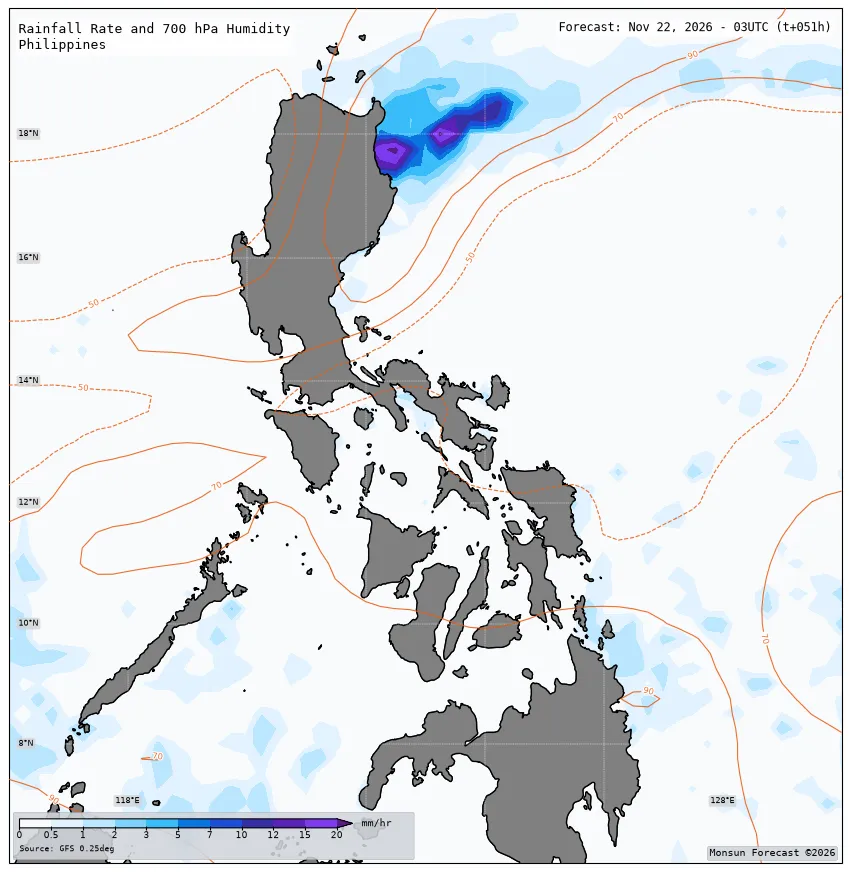 Rainfall Rate and 700 hPa Humidity
Philippines
Forecast: Nov 22, 2026 - 03UTC (t+051h)
90
70
18°N
50
16°N
50
14°N
50
70
12°N
10°N
70
90
8°N
70
90
118°E
128°E
mm/hr
0 0.5 1 2 3 5 7 10 12 15 20
Source: GFS 0.25deg
Monsun Forecast ©2026